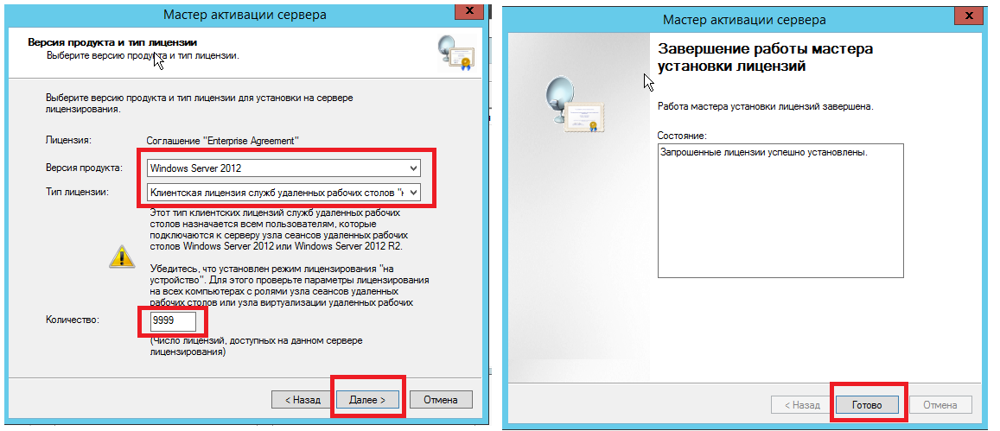 Мастер активации сервера
Версия продукта и тип лицензии
Выберите версию продукта и тип лицензии.
Выберите версию продукта и тип лицензии для установки на сервере
лицензирования.
Лицензия: Соглашение "Enterprise Agreement"
Версия продукта: Windows Server 2012
Тип лицензии: Клиентская лицензия служб удаленных рабочих столов "н
Этот тип клиентских лицензий служб удаленных рабочих
столов назначается всем пользователям, которые
подключаются к серверу узла сеансов удаленных рабочих
столов Windows Server 2012 или Windows Server 2012 R2.
Убедитесь, что установлен режим лицензирования "на
устройство". Для этого проверьте параметры лицензирования
на всех компьютерах с ролями узла сеансов удаленных
рабочих столов или узла виртуализации удаленных рабочих
Количество: 9999
(Число лицензий, доступных на данном сервере
лицензирования)
< Назад Далее > Отмена
Мастер активации сервера
Завершение работы мастера
установки лицензий
Работа мастера установки лицензий завершена.
Состояние:
Запрошенные лицензии успешно установлены.
< Назад Готово Отмена